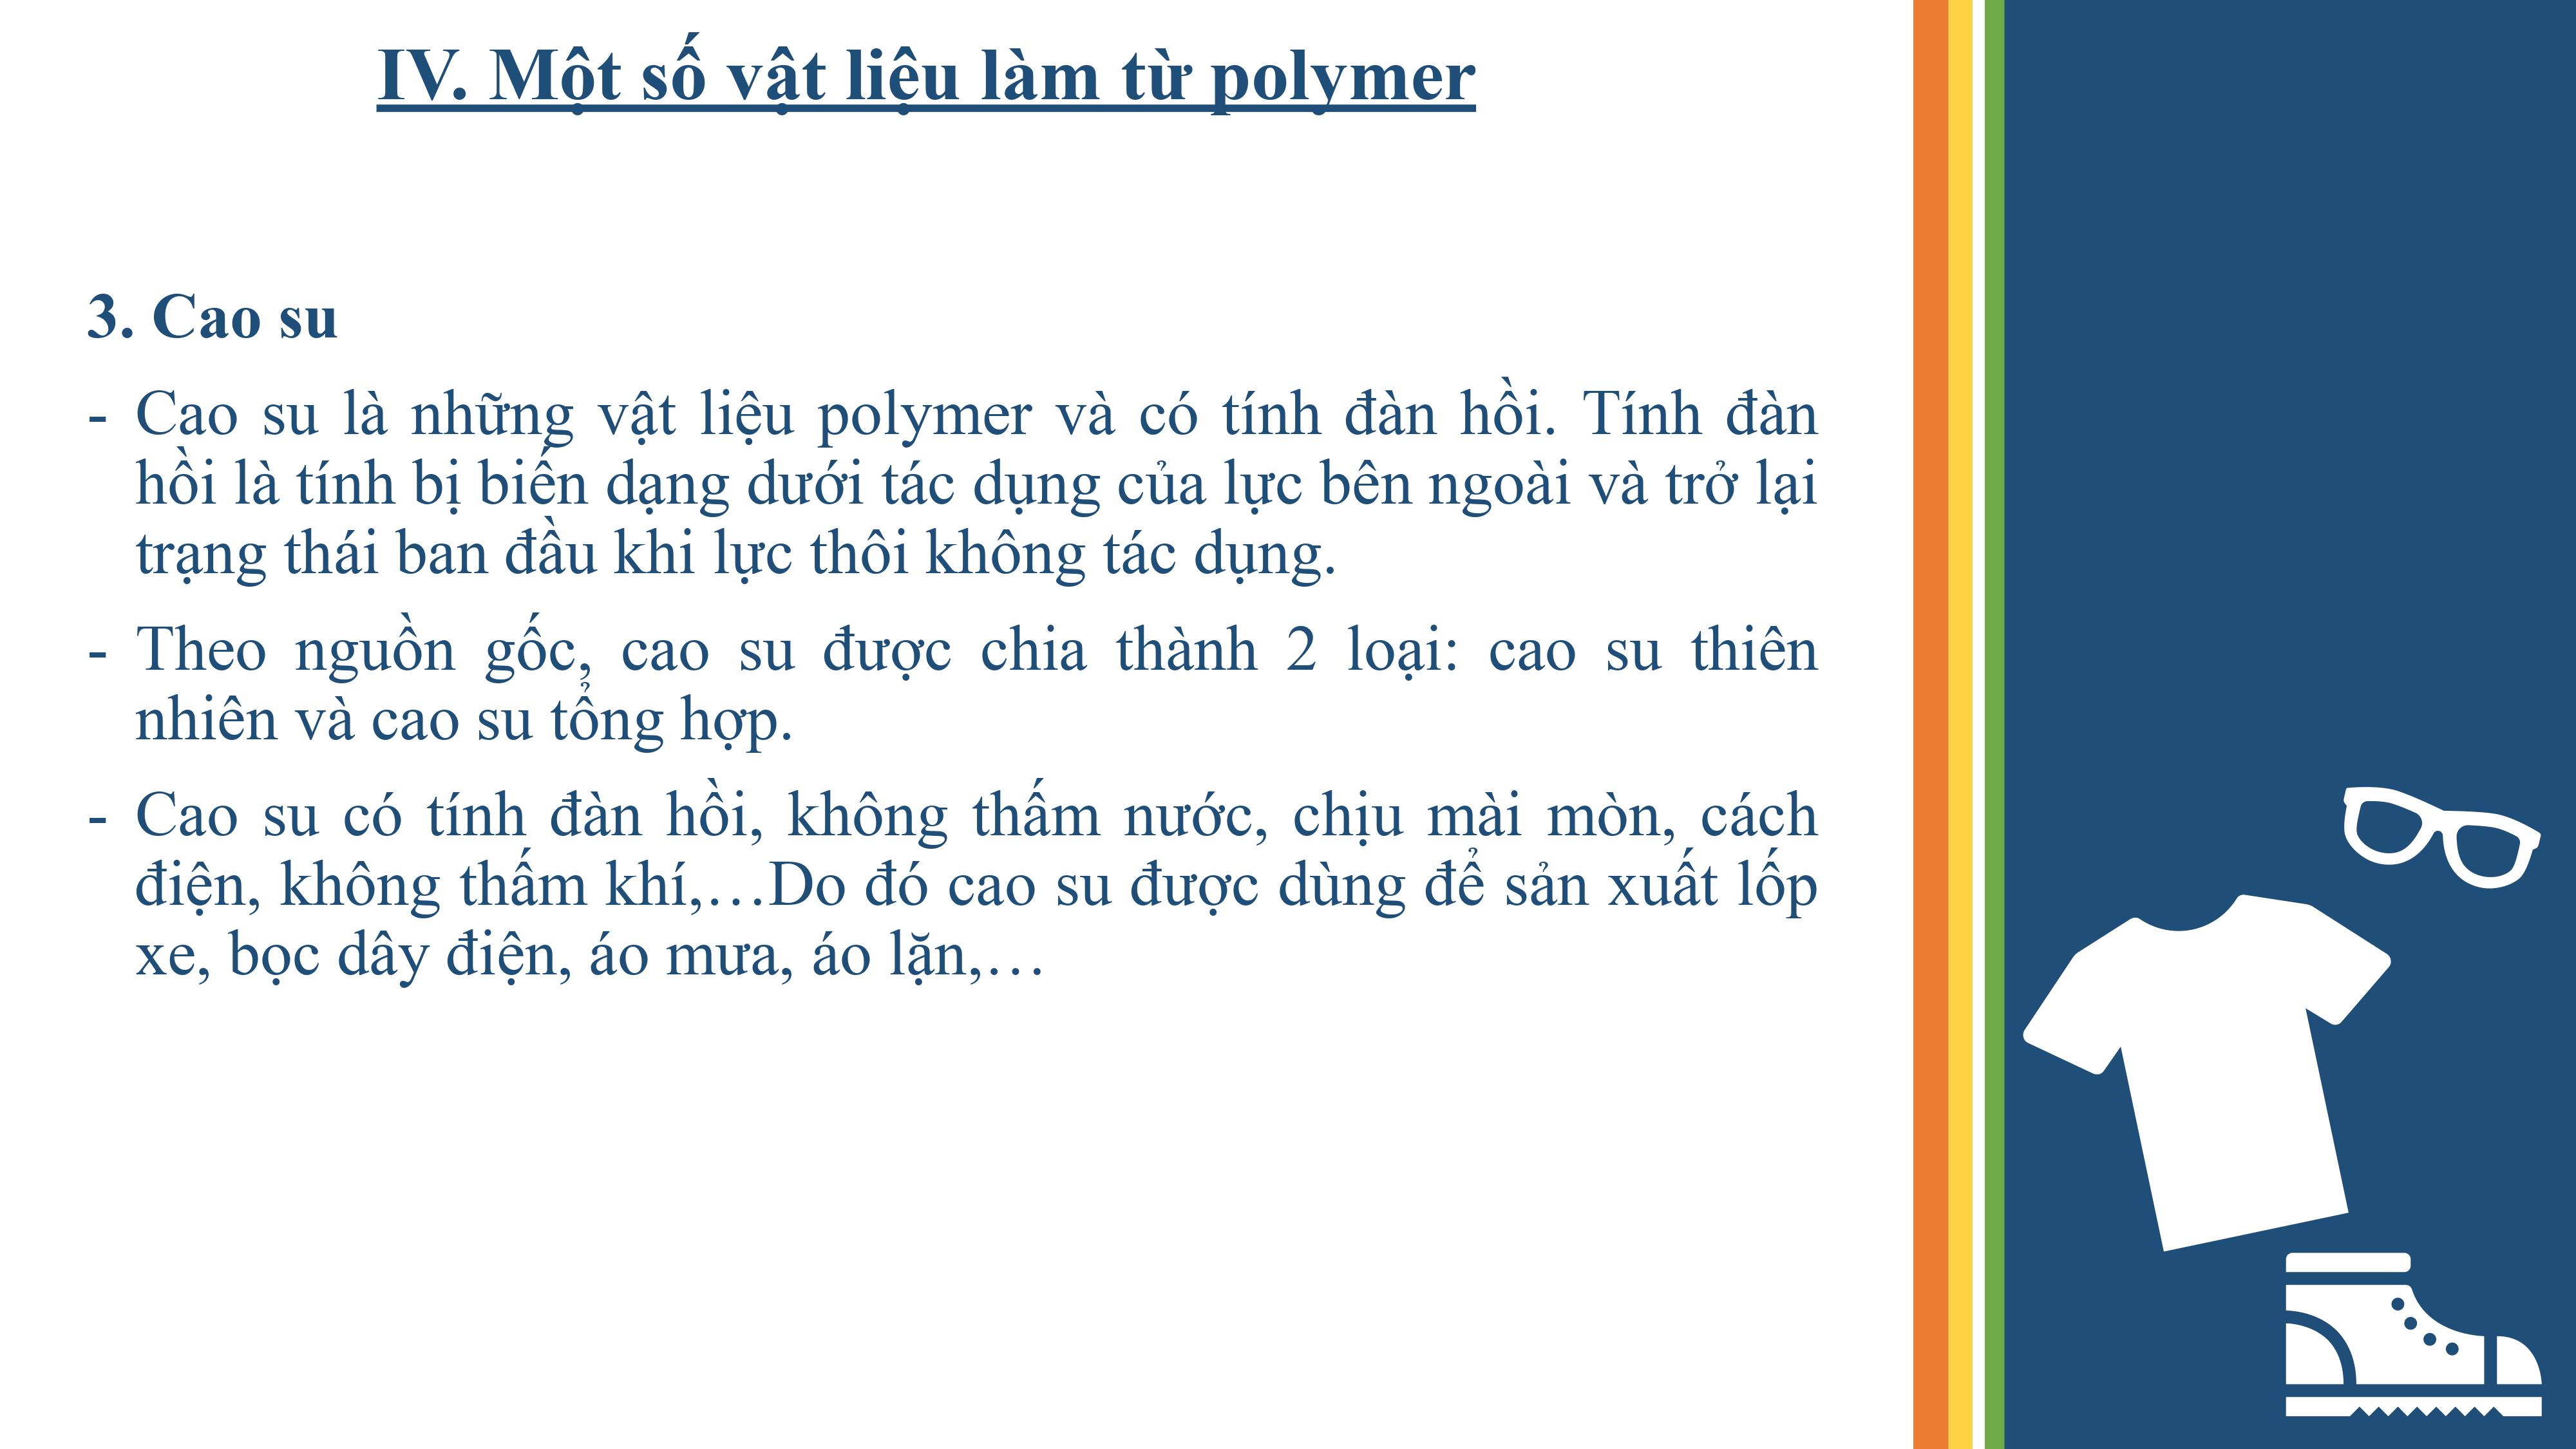 IV. Một số vật liệu làm từ polymer
3. Cao su
- Cao su là những vật liệu polymer và có tính đàn
hồi. Tính đàn hồi là tính bị biến dạng dưới tác dụng của lực bên ngoài và trở lại
trạng thái ban đầu khi lực thôi không tác dụng.
- Theo nguồn gốc, cao su được chia thành 2 loại: cao su thiên
nhiên và cao su tổng hợp.
- Cao su có tính đàn hồi, không thấm nước, chịu mài mòn, cách
điện, không thấm khí,…Do đó cao su được dùng để sản xuất lốp
xe, bọc dây điện, áo mưa, áo lặn,…